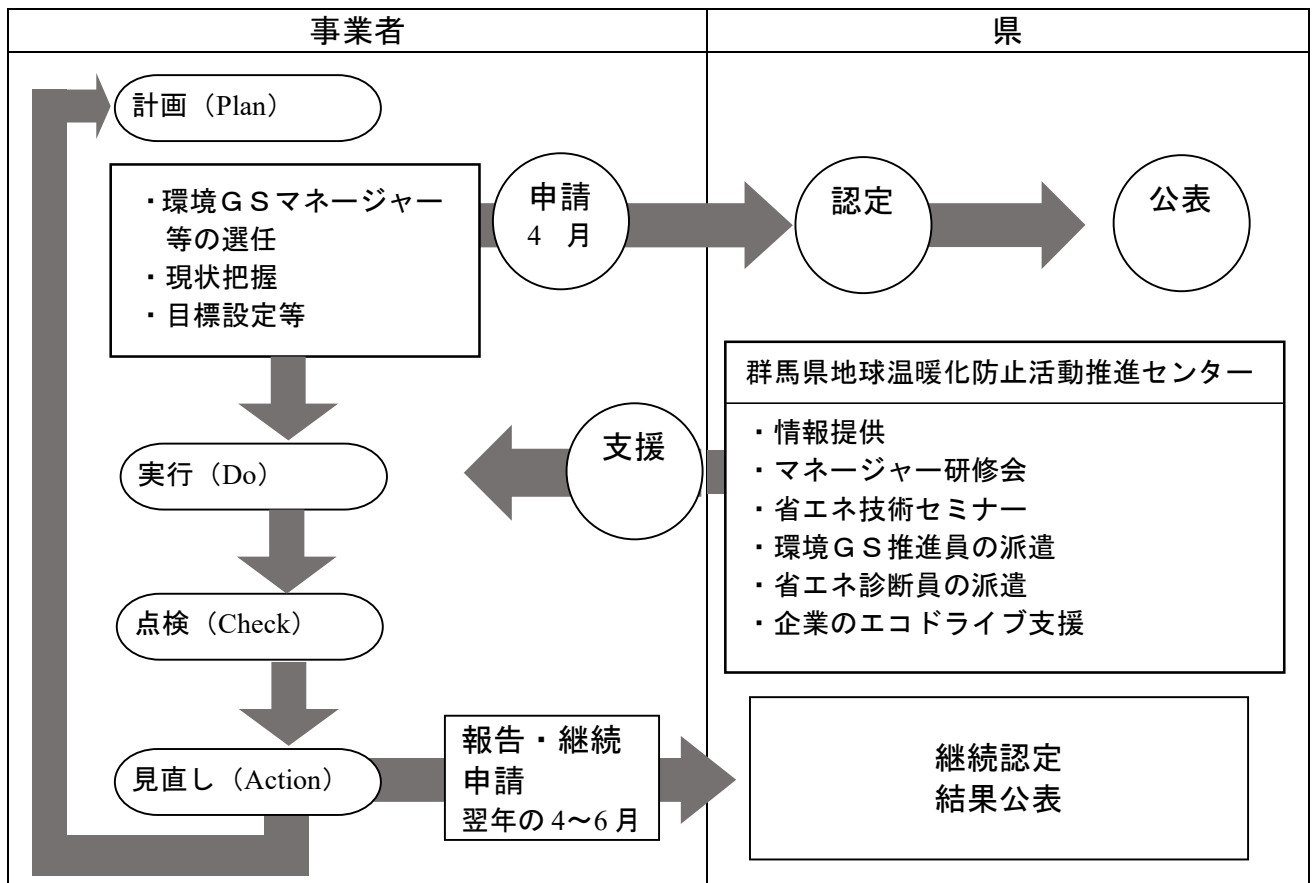 事業者
県
計画（Plan）
・環境ＧＳマネージャー
等の選任
・現状把握
・目標設定等
申請
4 月
認定
公表
群馬県地球温暖化防止活動推進センター
・情報提供
・マネージャー研修会
・省エネ技術セミナー
・環境ＧＳ推進員の派遣
・省エネ診断員の派遣
・企業のエコドライブ支援
支援
実行（Do）
点検（Check）
見直し（Action）
報告・継続
申請
翌年の 4～6 月
継続認定
結果公表